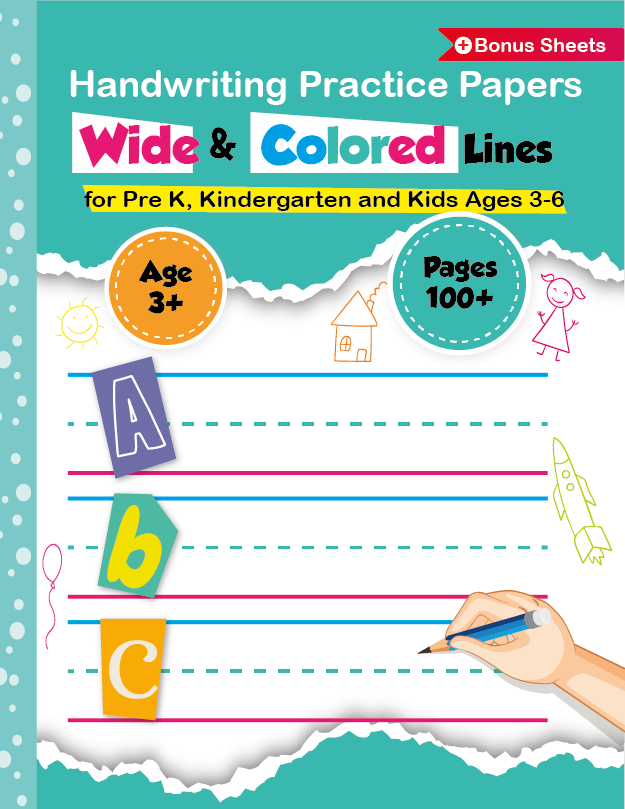 Bonus Sheets
Handwriting Practice Papers
Wide & Colored Lines
for Pre K, Kindergarten and Kids Ages 3-6
Age
3+
Pages
100+
A
b
C